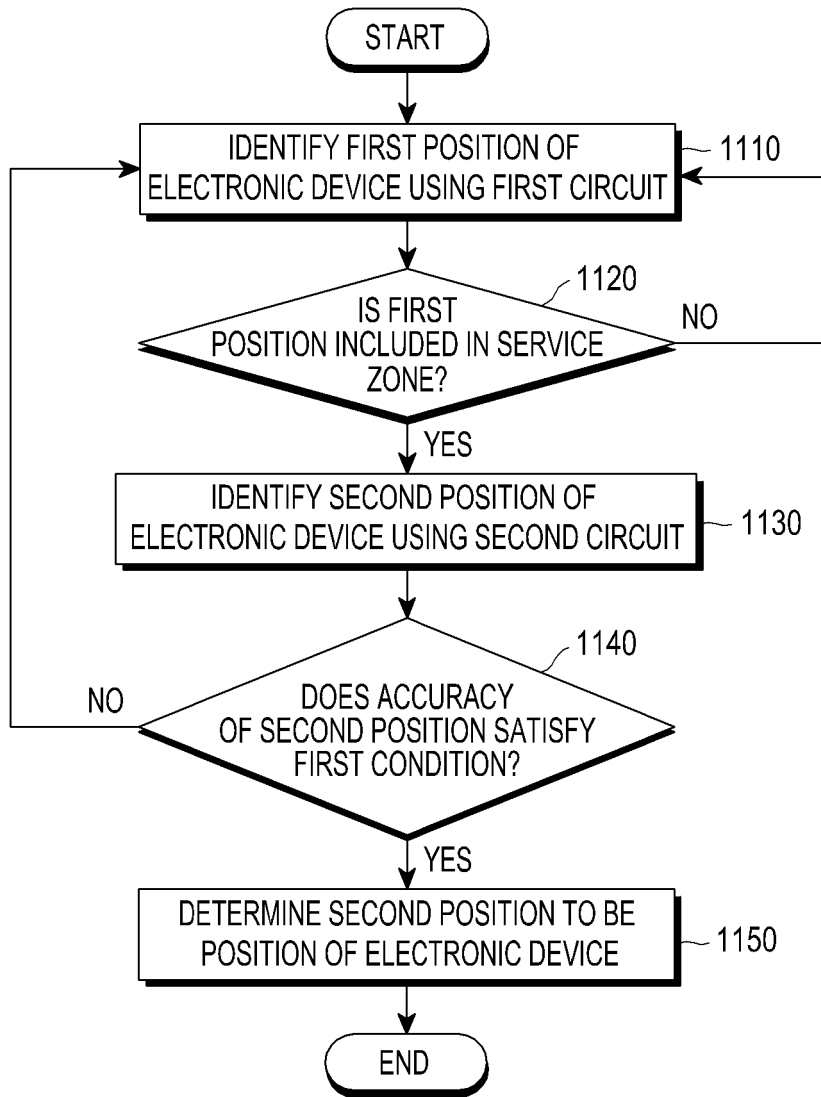 START
IDENTIFY FIRST POSITION OF
ELECTRONIC DEVICE USING FIRST CIRCUIT
1110
1120
IS FIRST
POSITION INCLUDED IN SERVICE
ZONE?
NO
YES
IDENTIFY SECOND POSITION OF
ELECTRONIC DEVICE USING SECOND CIRCUIT
1130
1140
DOES ACCURACY
OF SECOND POSITION SATISFY
FIRST CONDITION?
NO
YES
DETERMINE SECOND POSITION TO BE
POSITION OF ELECTRONIC DEVICE
1150
END